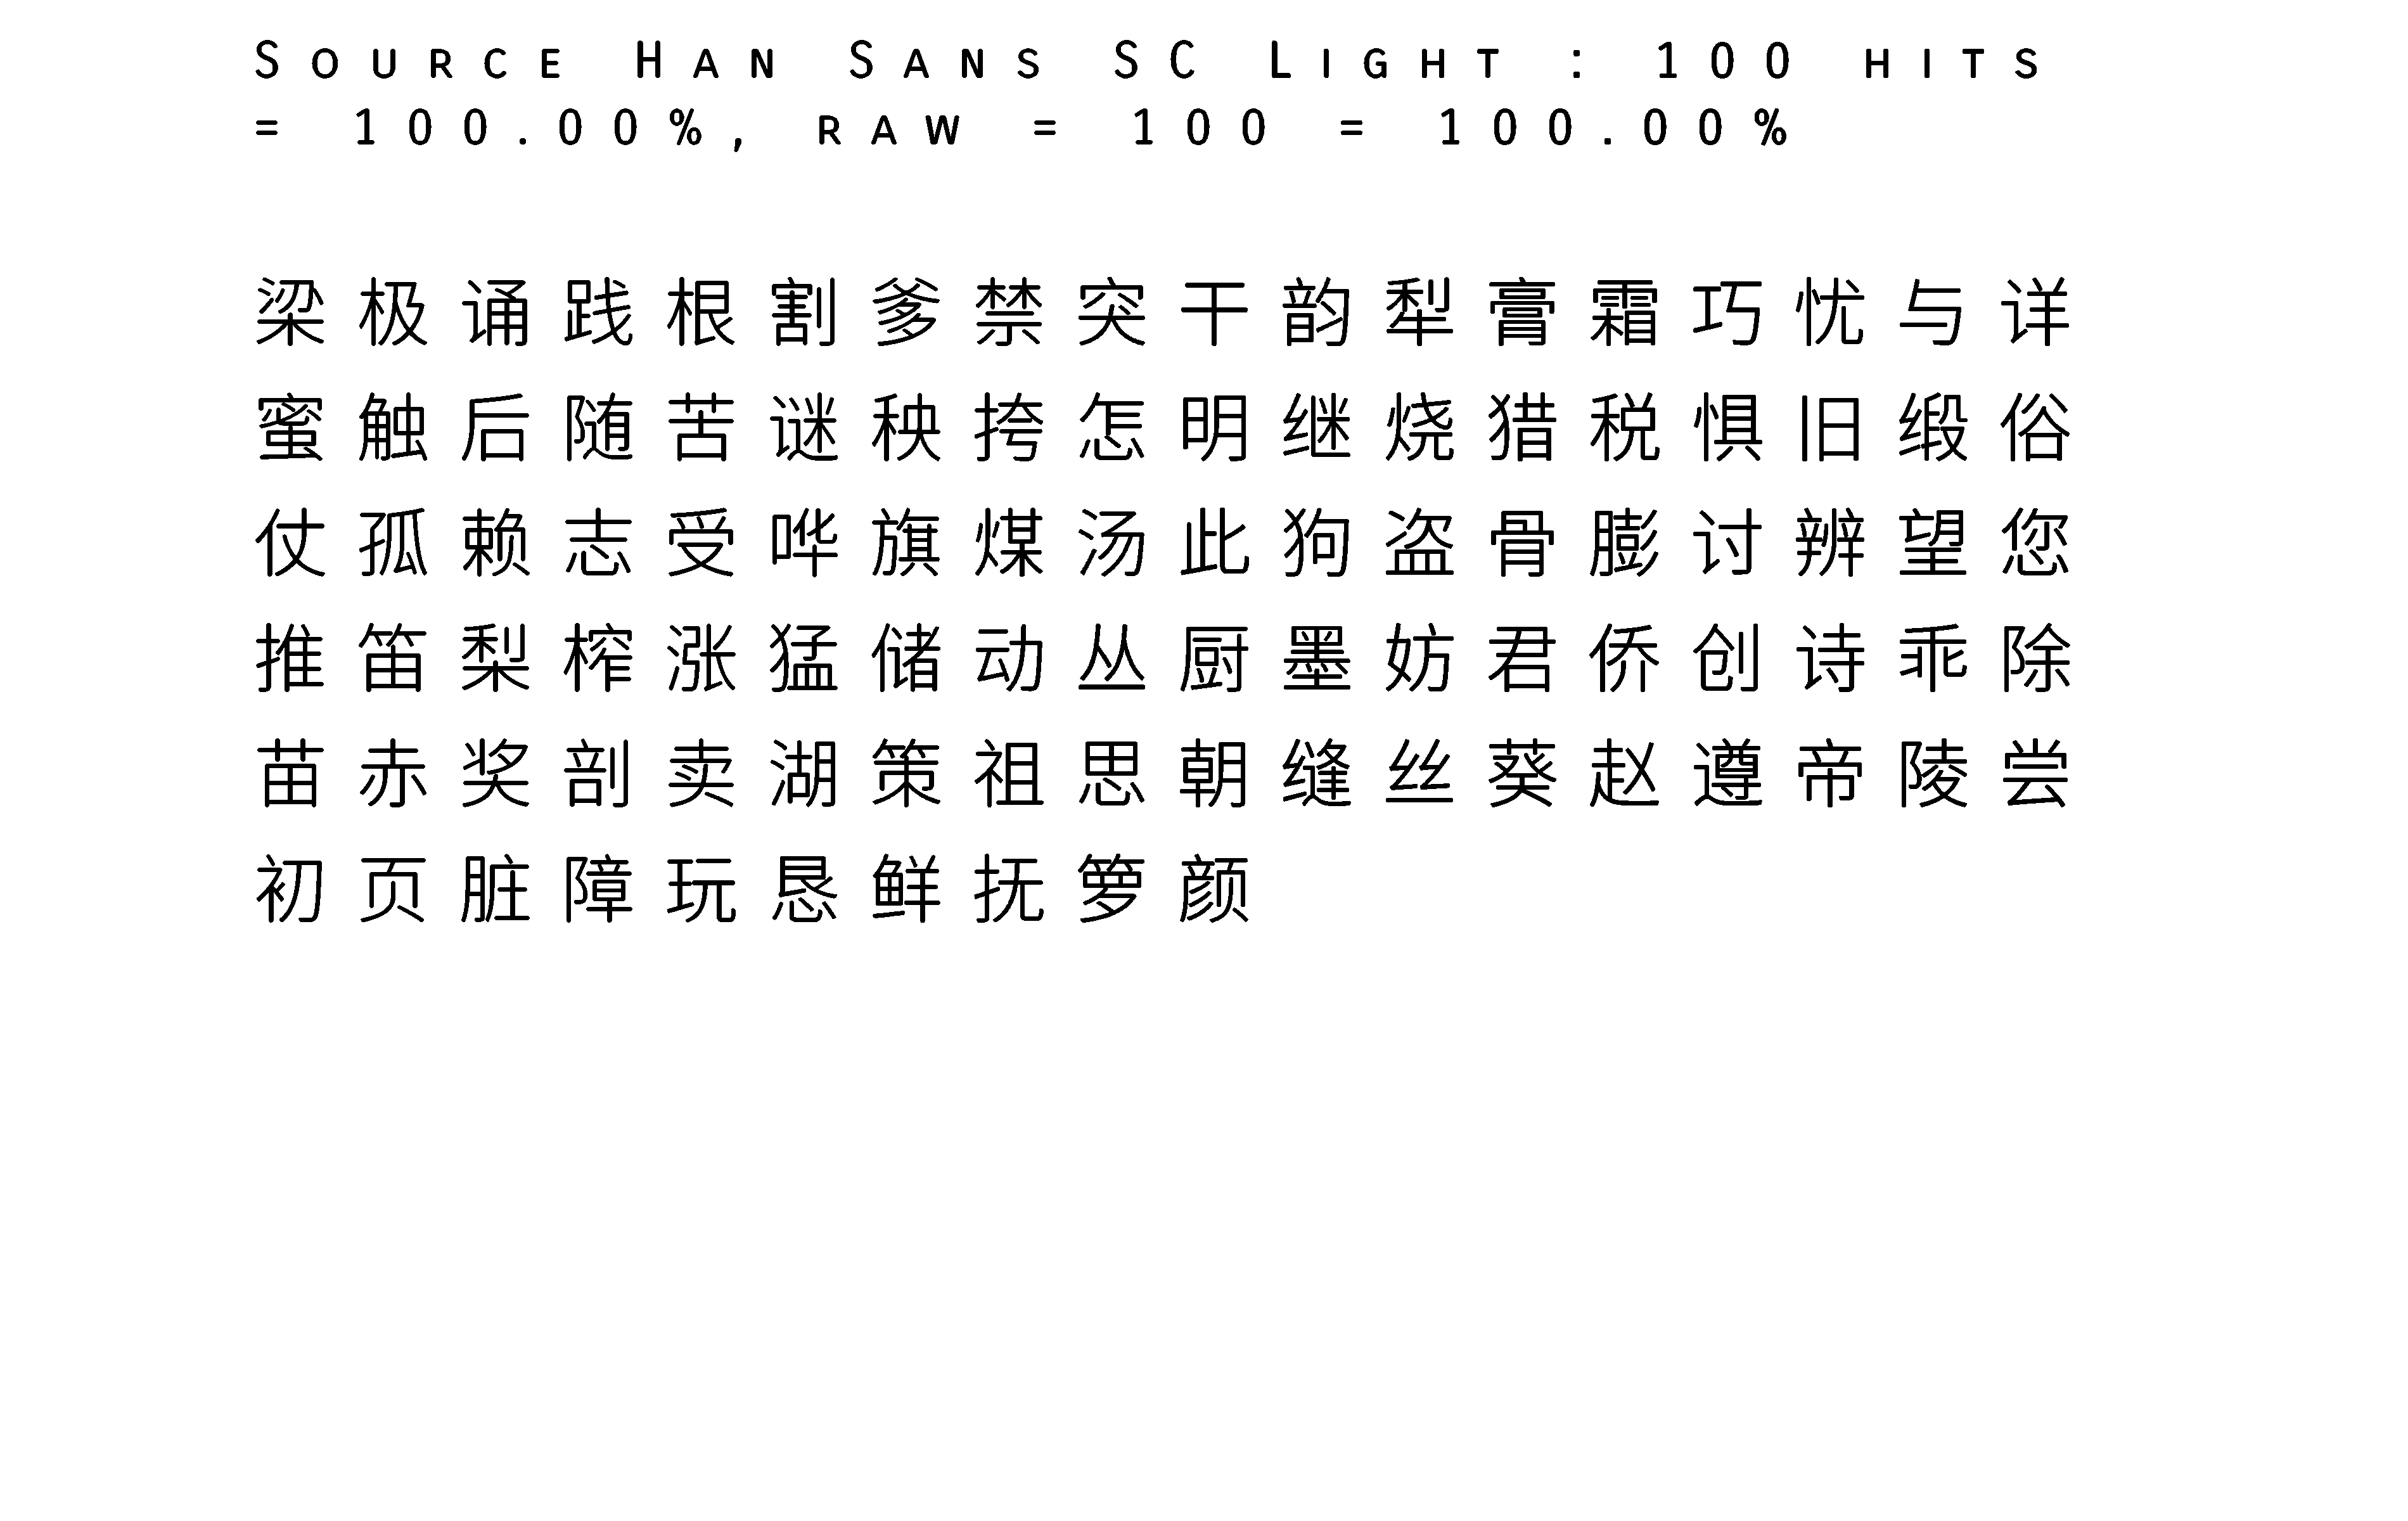 Source Han Sans SC Light : 100 hits
= 100.00%, raw = 100 = 100.00%
梁极诵践根割爹禁突干韵犁膏霜巧忧与详
蜜触后随苦谜秧挎怎明继烧猎税惧旧缎俗
仗孤赖志受哗旗煤汤此狗盗骨膨讨辨望您
推笛梨榨涨猛储动丛厨墨妨君侨创诗乖除
苗赤奖剖卖湖策祖思朝缝丝葵赵遵帝陵尝
初页脏障玩恳鲜抚箩颜